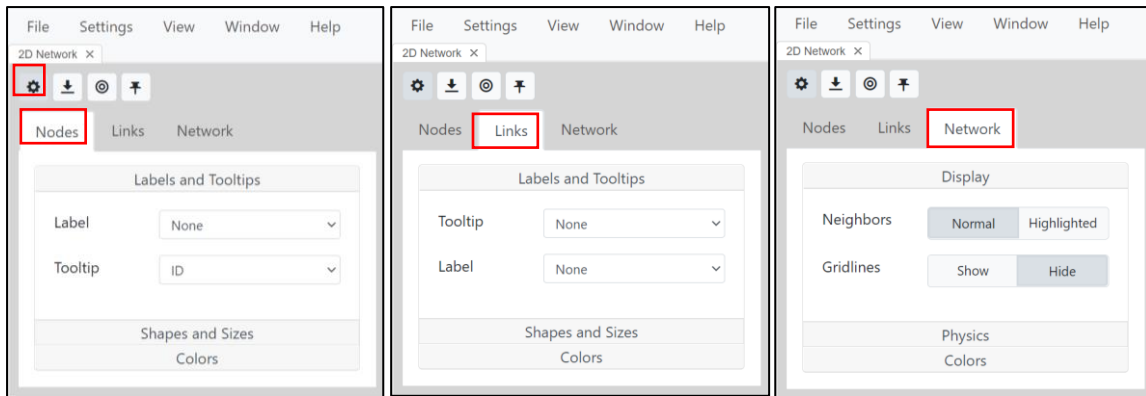 File Settings View Window Help
2D Network ×
Nodes Links Network
Labels and Tooltips
Label None
Tooltip ID
Shapes and Sizes
Colors
File Settings View Window Help
2D Network ×
Nodes Links Network
Labels and Tooltips
Tooltip None
Label None
Shapes and Sizes
Colors
File Settings View Window Help
2D Network ×
Nodes Links Network
Display
Neighbors Normal Highlighted
Gridlines Show Hide
Physics
Colors